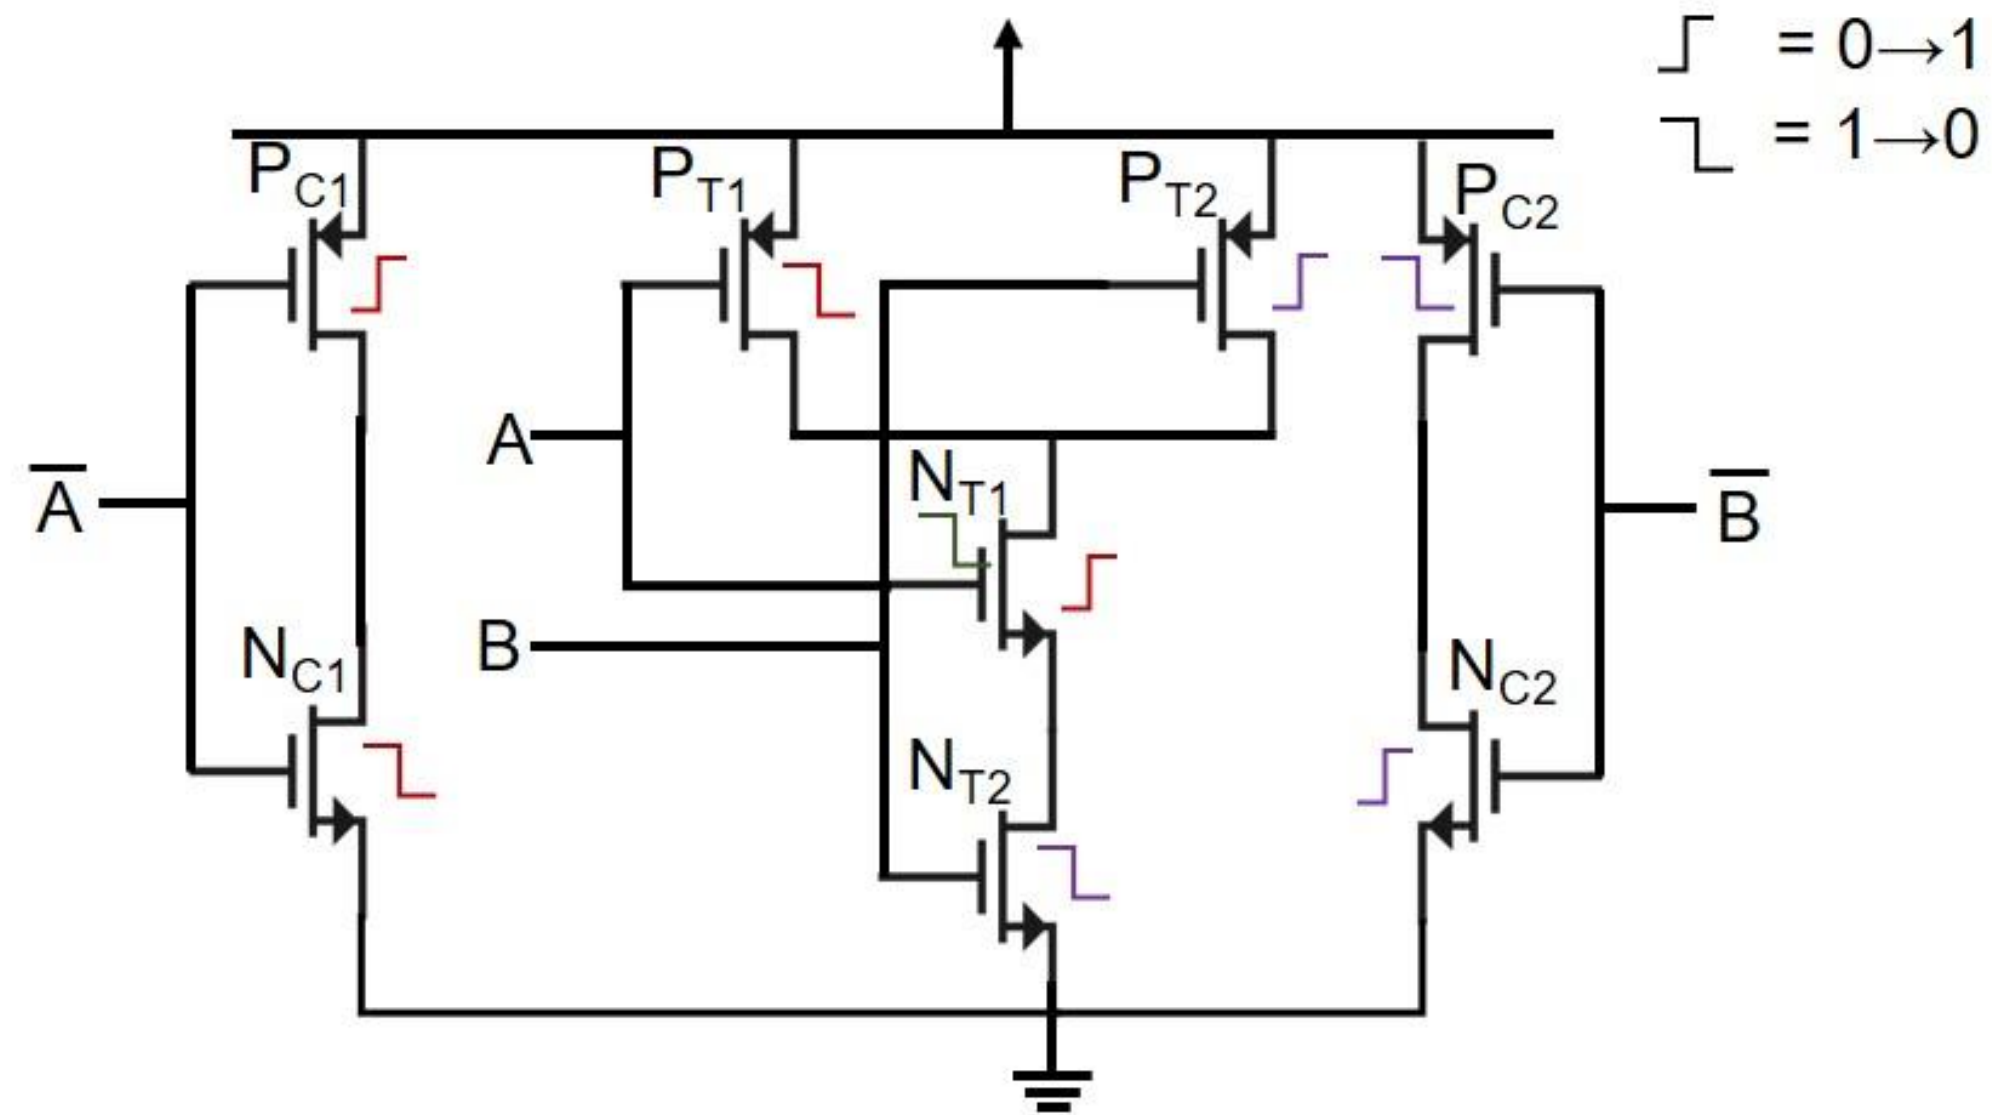 = 0→1
= 1→0
P_C1
P_T1
P_T2
P_C2
A
N_T1
A̅
B̅
B
N_C1
N_C2
N_T2